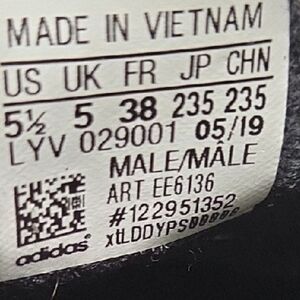 MADE IN VIETNAM
US UK FR JP CHN
5½ 5 38 235 235
LYV 029001 05/19
MALE/MÂLE
ART EE6136
#122951352
adidas